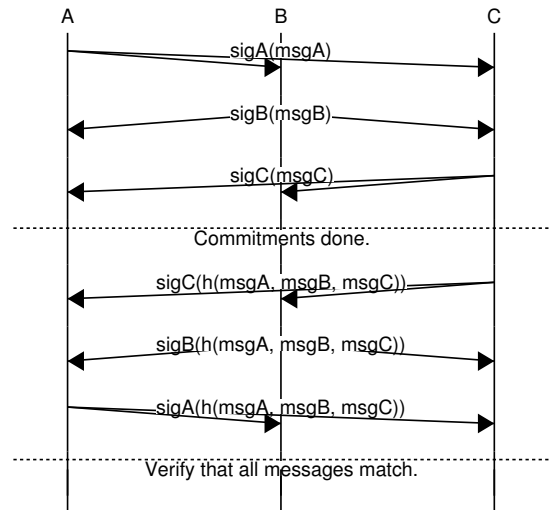 A B C
sigA(msgA)
sigB(msgB)
sigC(msgC)
Commitments done.
sigC(h(msgA, msgB, msgC))
sigB(h(msgA, msgB, msgC))
sigA(h(msgA, msgB, msgC))
Verify that all messages match.